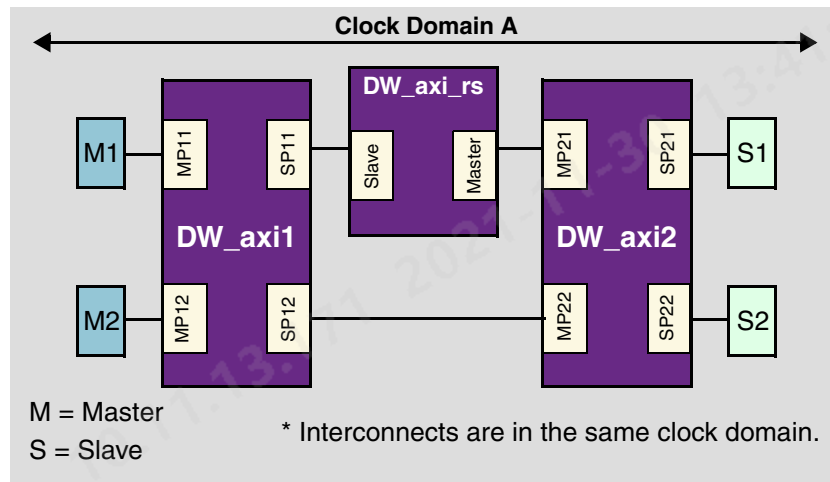 Clock Domain A
DW_axi_rs
M1
MP11
SP11
Slave
Master
MP21
SP21
S1
DW_axi1
DW_axi2
M2
MP12
SP12
MP22
SP22
S2
M = Master
S = Slave
* Interconnects are in the same clock domain.